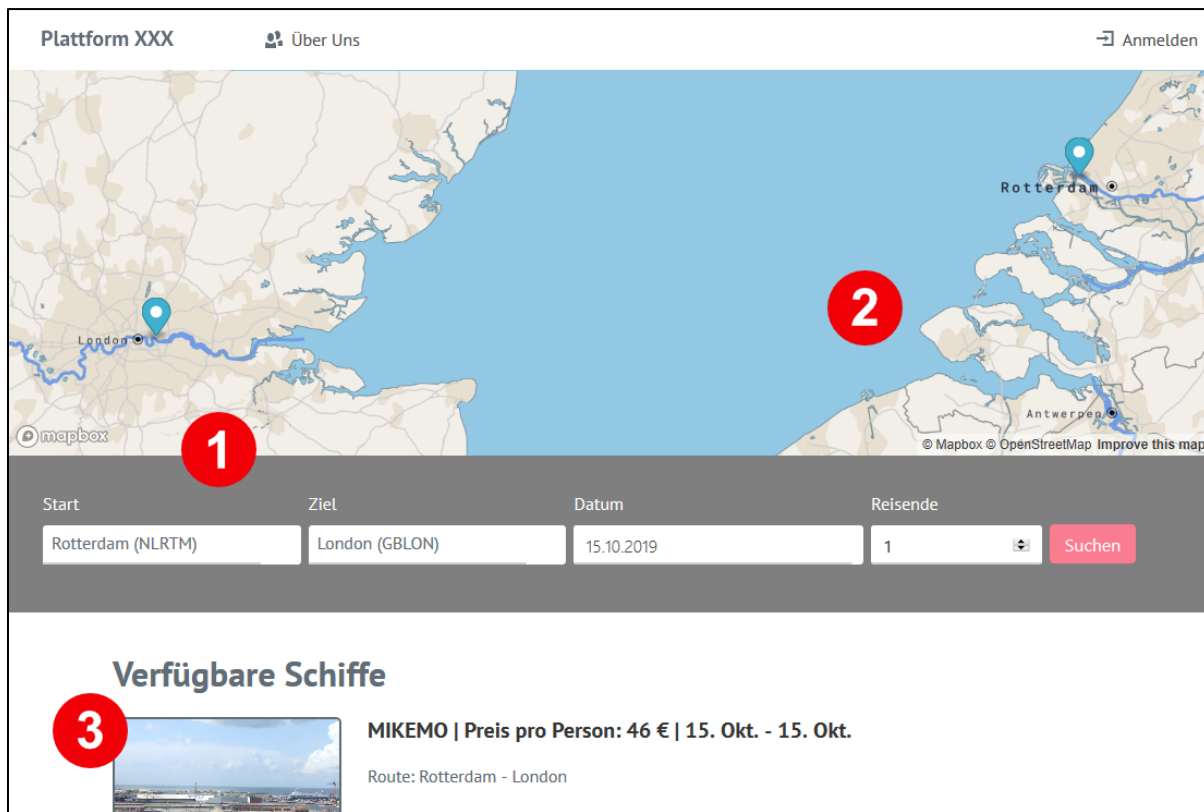 Plattform XXX Über Uns Anmelden
Rotterdam
2
London
Antwerpen
mapbox
© Mapbox © OpenStreetMap Improve this map
1
Start Ziel Datum Reisende
Rotterdam (NLRTM) London (GBLON) 15.10.2019 1 Suchen
Verfügbare Schiffe
3
MIKEMO | Preis pro Person: 46 € | 15. Okt. - 15. Okt.
Route: Rotterdam - London